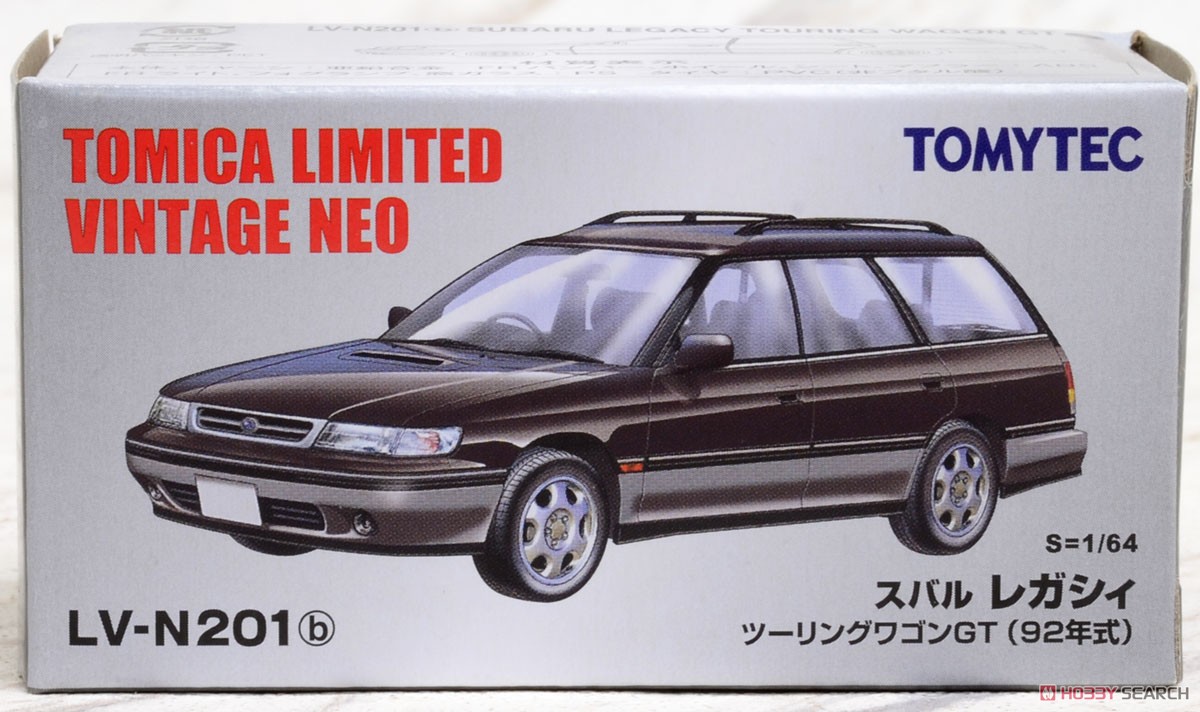 LV-N201ⓑ SUBARU LEGACY TOURING WAGON GT
TOMICA LIMITED
VINTAGE NEO
TOMYTEC
S=1/64
スバル レガシィ
ツーリングワゴンGT (92年式)
LV-N201ⓑ
HOBBY SEARCH